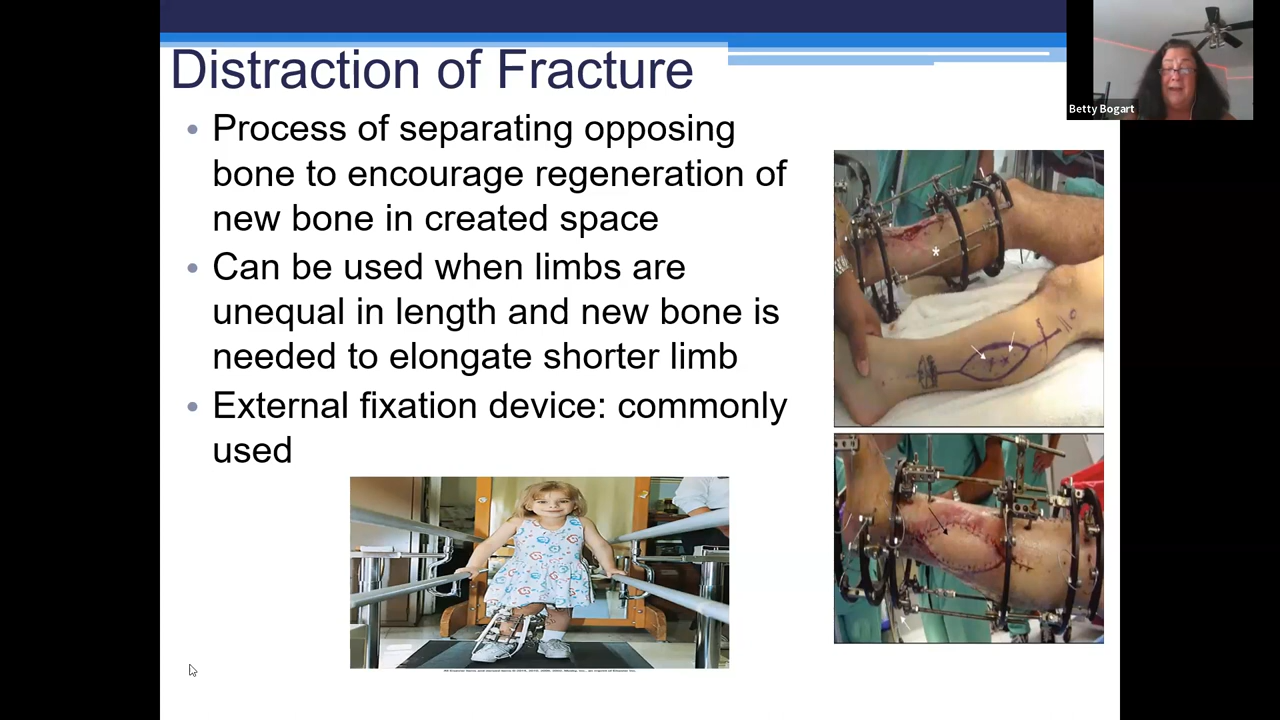 Distraction of Fracture
Betty Bogart
• Process of separating opposing
bone to encourage regeneration of
new bone in created space
• Can be used when limbs are
unequal in length and new bone is
needed to elongate shorter limb
• External fixation device: commonly
used